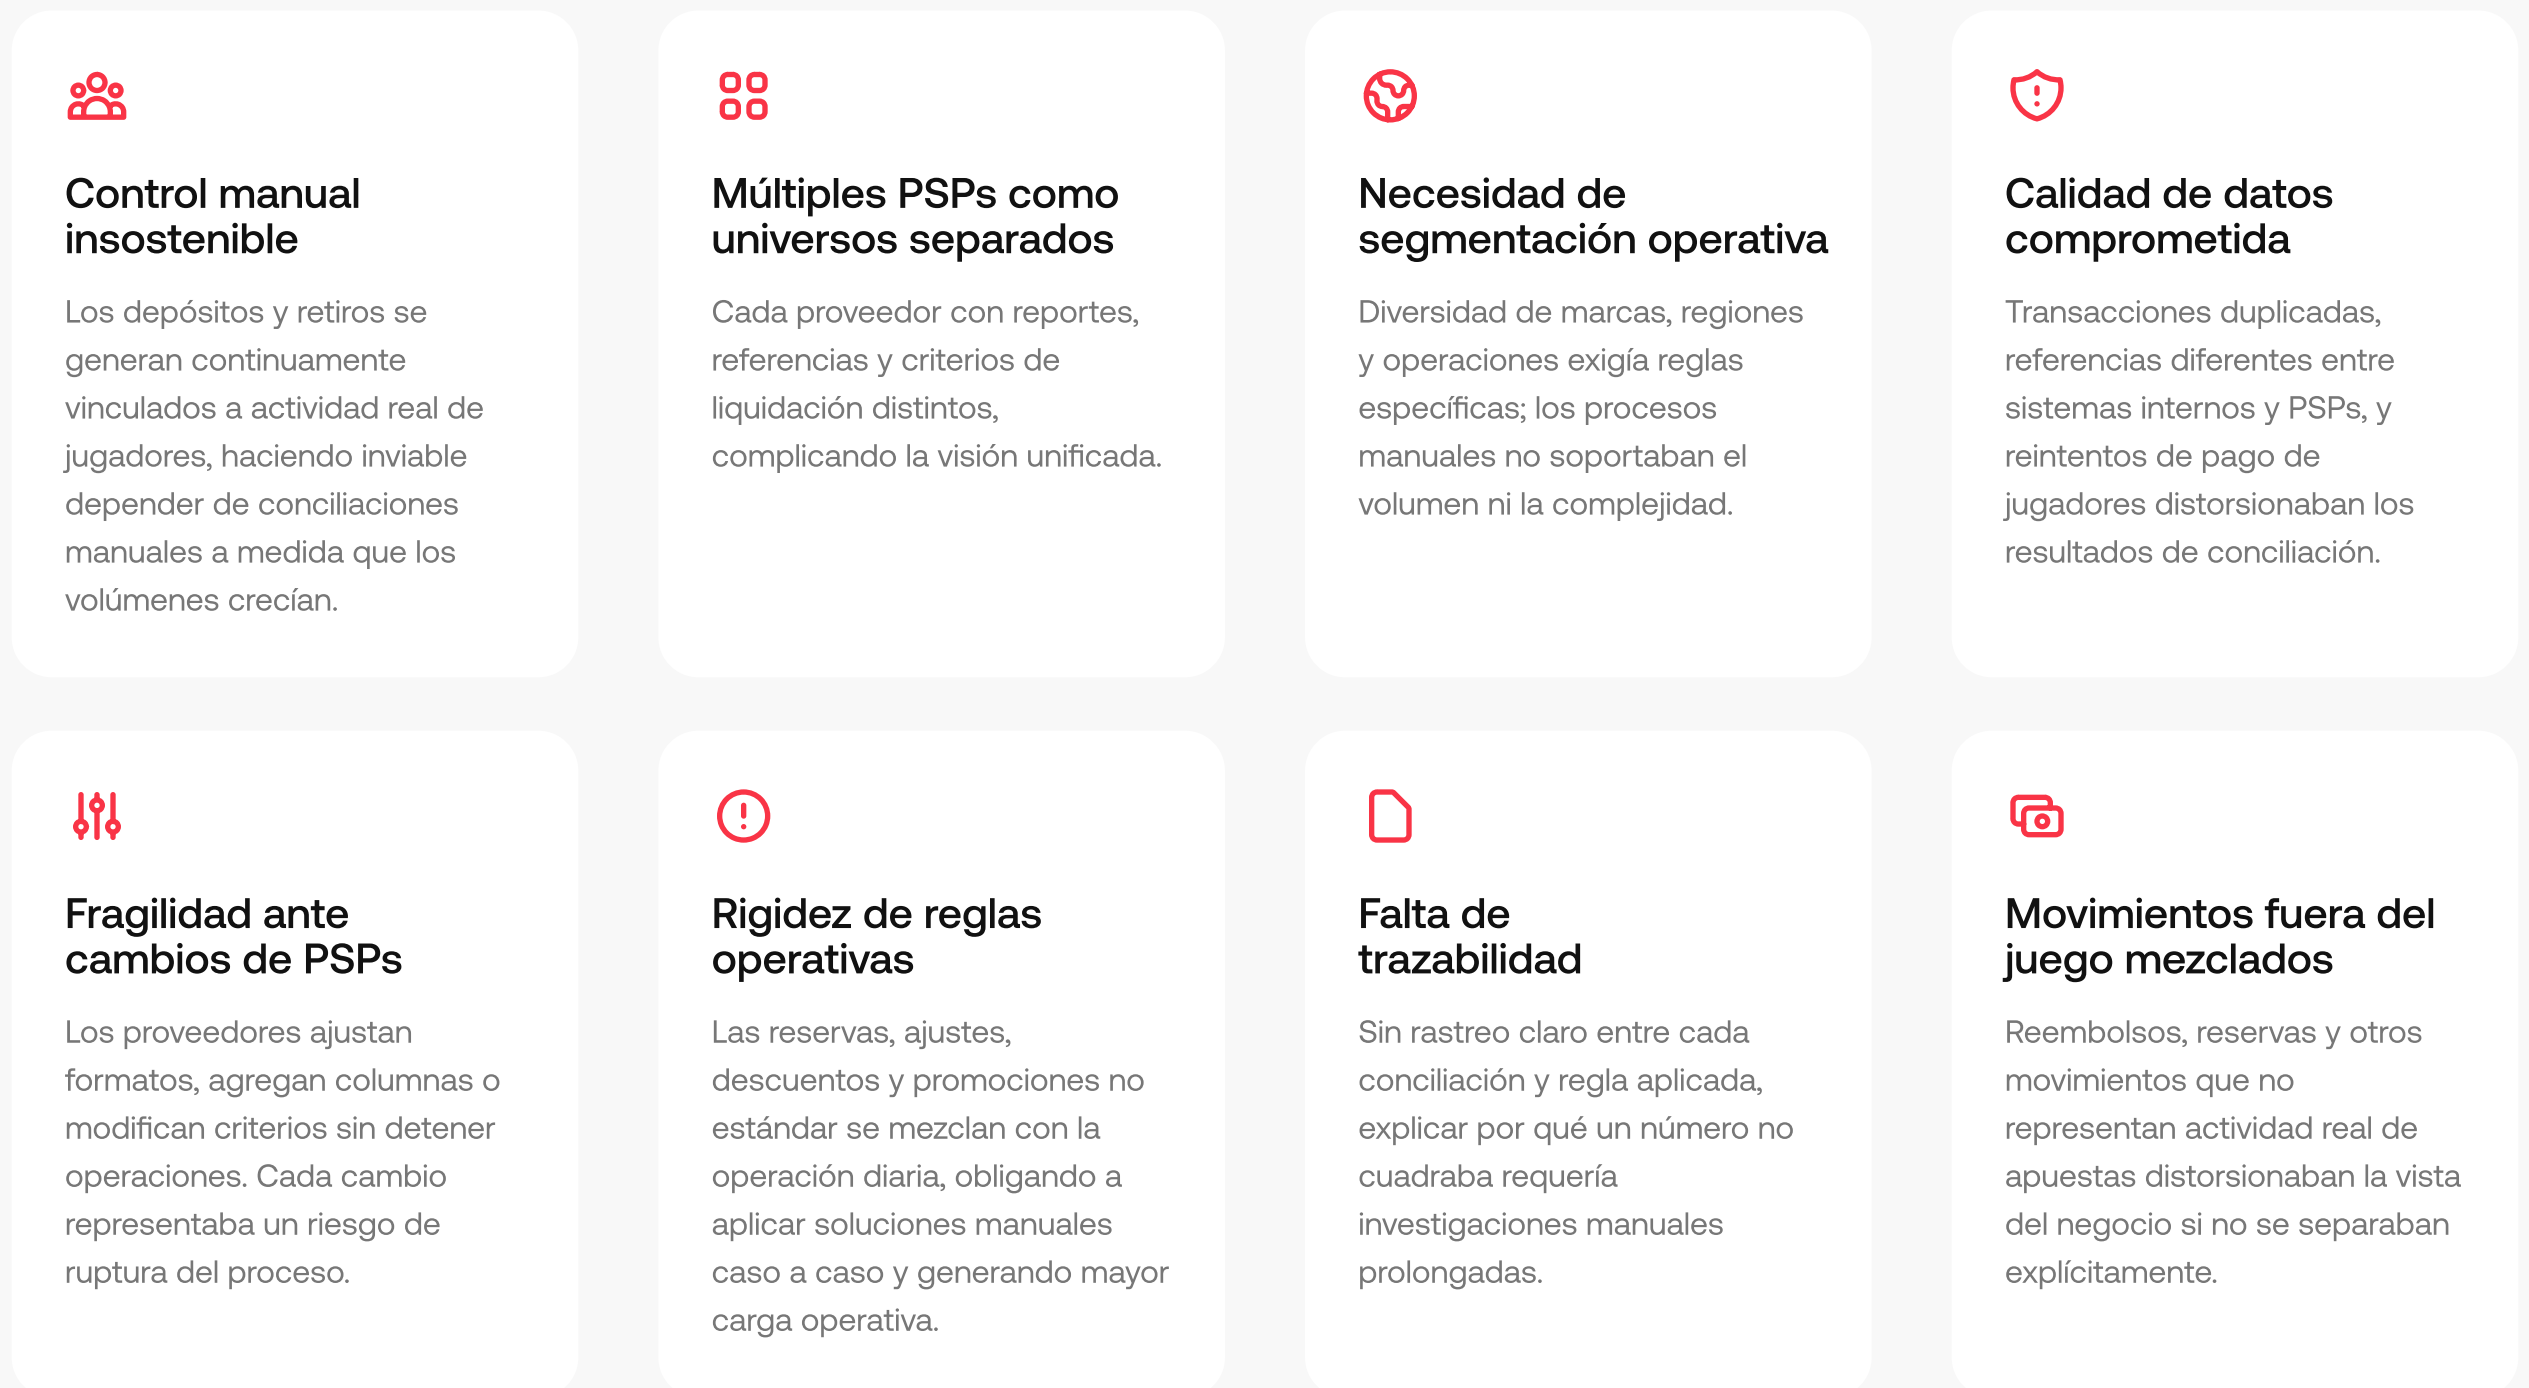 Control manual
insostenible
Los depósitos y retiros se
generan continuamente
vinculados a actividad real de
jugadores, haciendo inviable
depender de conciliaciones
manuales a medida que los
volúmenes crecían.
Múltiples PSPs como
universos separados
Cada proveedor con reportes,
referencias y criterios de
liquidación distintos,
complicando la visión unificada.
Necesidad de
segmentación operativa
Diversidad de marcas, regiones
y operaciones exigía reglas
específicas; los procesos
manuales no soportaban el
volumen ni la complejidad.
Calidad de datos
comprometida
Transacciones duplicadas,
referencias diferentes entre
sistemas internos y PSPs, y
reintentos de pago de
jugadores distorsionaban los
resultados de conciliación.
Fragilidad ante
cambios de PSPs
Los proveedores ajustan
formatos, agregan columnas o
modifican criterios sin detener
operaciones. Cada cambio
representaba un riesgo de
ruptura del proceso.
Rigidez de reglas
operativas
Las reservas, ajustes,
descuentos y promociones no
estándar se mezclan con la
operación diaria, obligando a
aplicar soluciones manuales
caso a caso y generando mayor
carga operativa.
Falta de
trazabilidad
Sin rastreo claro entre cada
conciliación y regla aplicada,
explicar por qué un número no
cuadraba requería
investigaciones manuales
prolongadas.
Movimientos fuera del
juego mezclados
Reembolsos, reservas y otros
movimientos que no
representan actividad real de
apuestas distorsionaban la vista
del negocio si no se separaban
explícitamente.